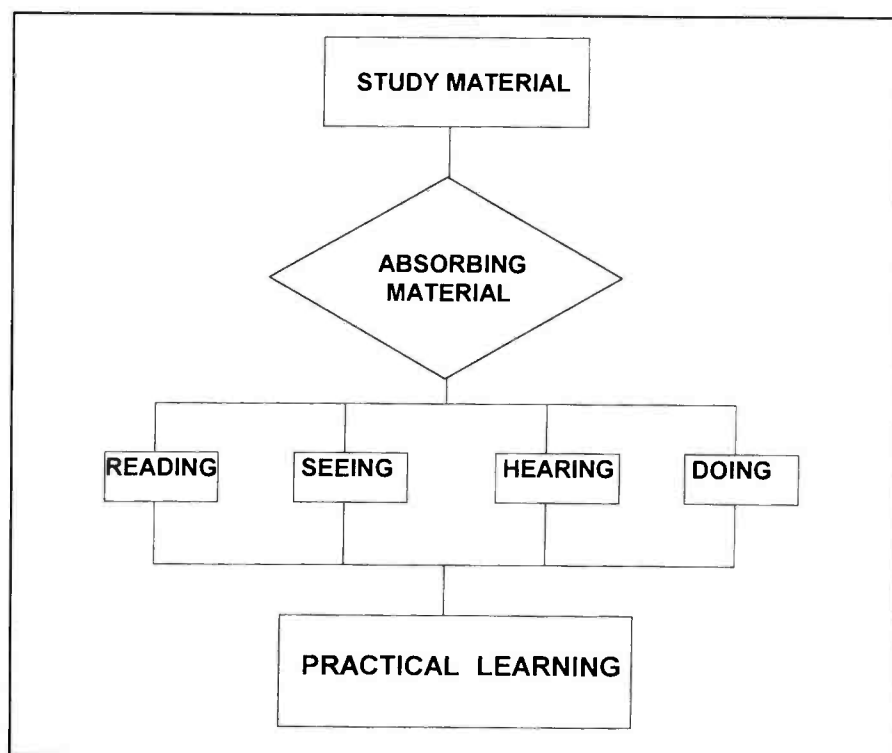 STUDY MATERIAL
ABSORBING
MATERIAL
READING
SEEING
HEARING
DOING
PRACTICAL LEARNING